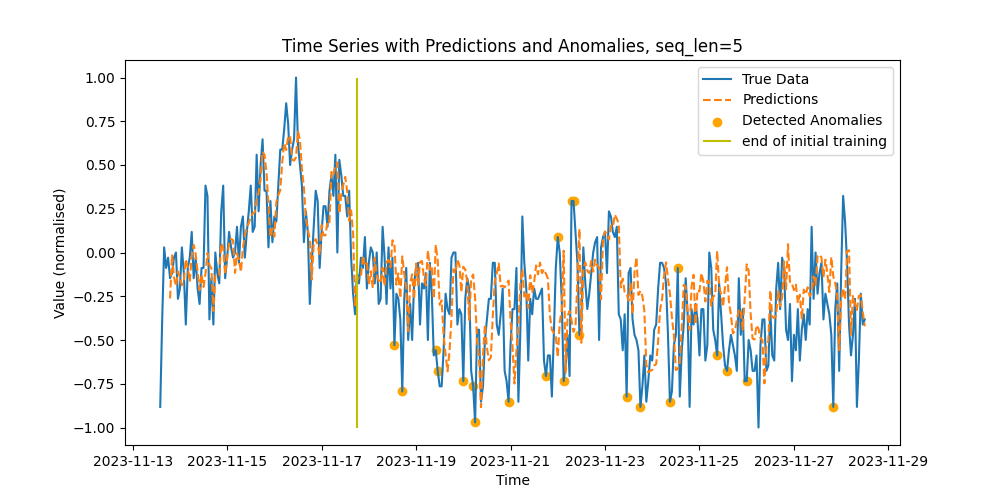 Time Series with Predictions and Anomalies, seq_len=5
True Data
Predictions
Detected Anomalies
end of initial training
Value (normalised)
1.00
0.75
0.50
0.25
0.00
−0.25
−0.50
−0.75
−1.00
2023-11-13 2023-11-15 2023-11-17 2023-11-19 2023-11-21 2023-11-23 2023-11-25 2023-11-27 2023-11-29
Time